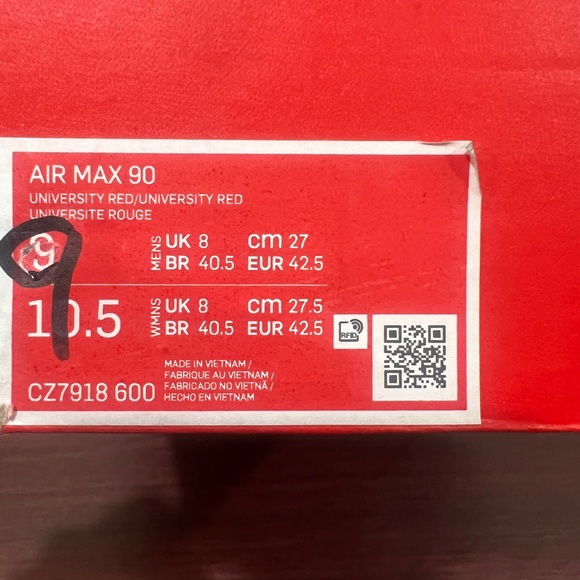 AIR MAX 90
UNIVERSITY RED/UNIVERSITY RED
UNIVERSITE ROUGE
9
9
MENS UK 8 cm 27
BR 40.5 EUR 42.5
10.5
WMNS UK 8 cm 27.5
BR 40.5 EUR 42.5
RFID
CZ7918 600
MADE IN VIETNAM /
FABRIQUE AU VIETNAM /
FABRICADO NO VIETNÃ /
HECHO EN VIETNAM